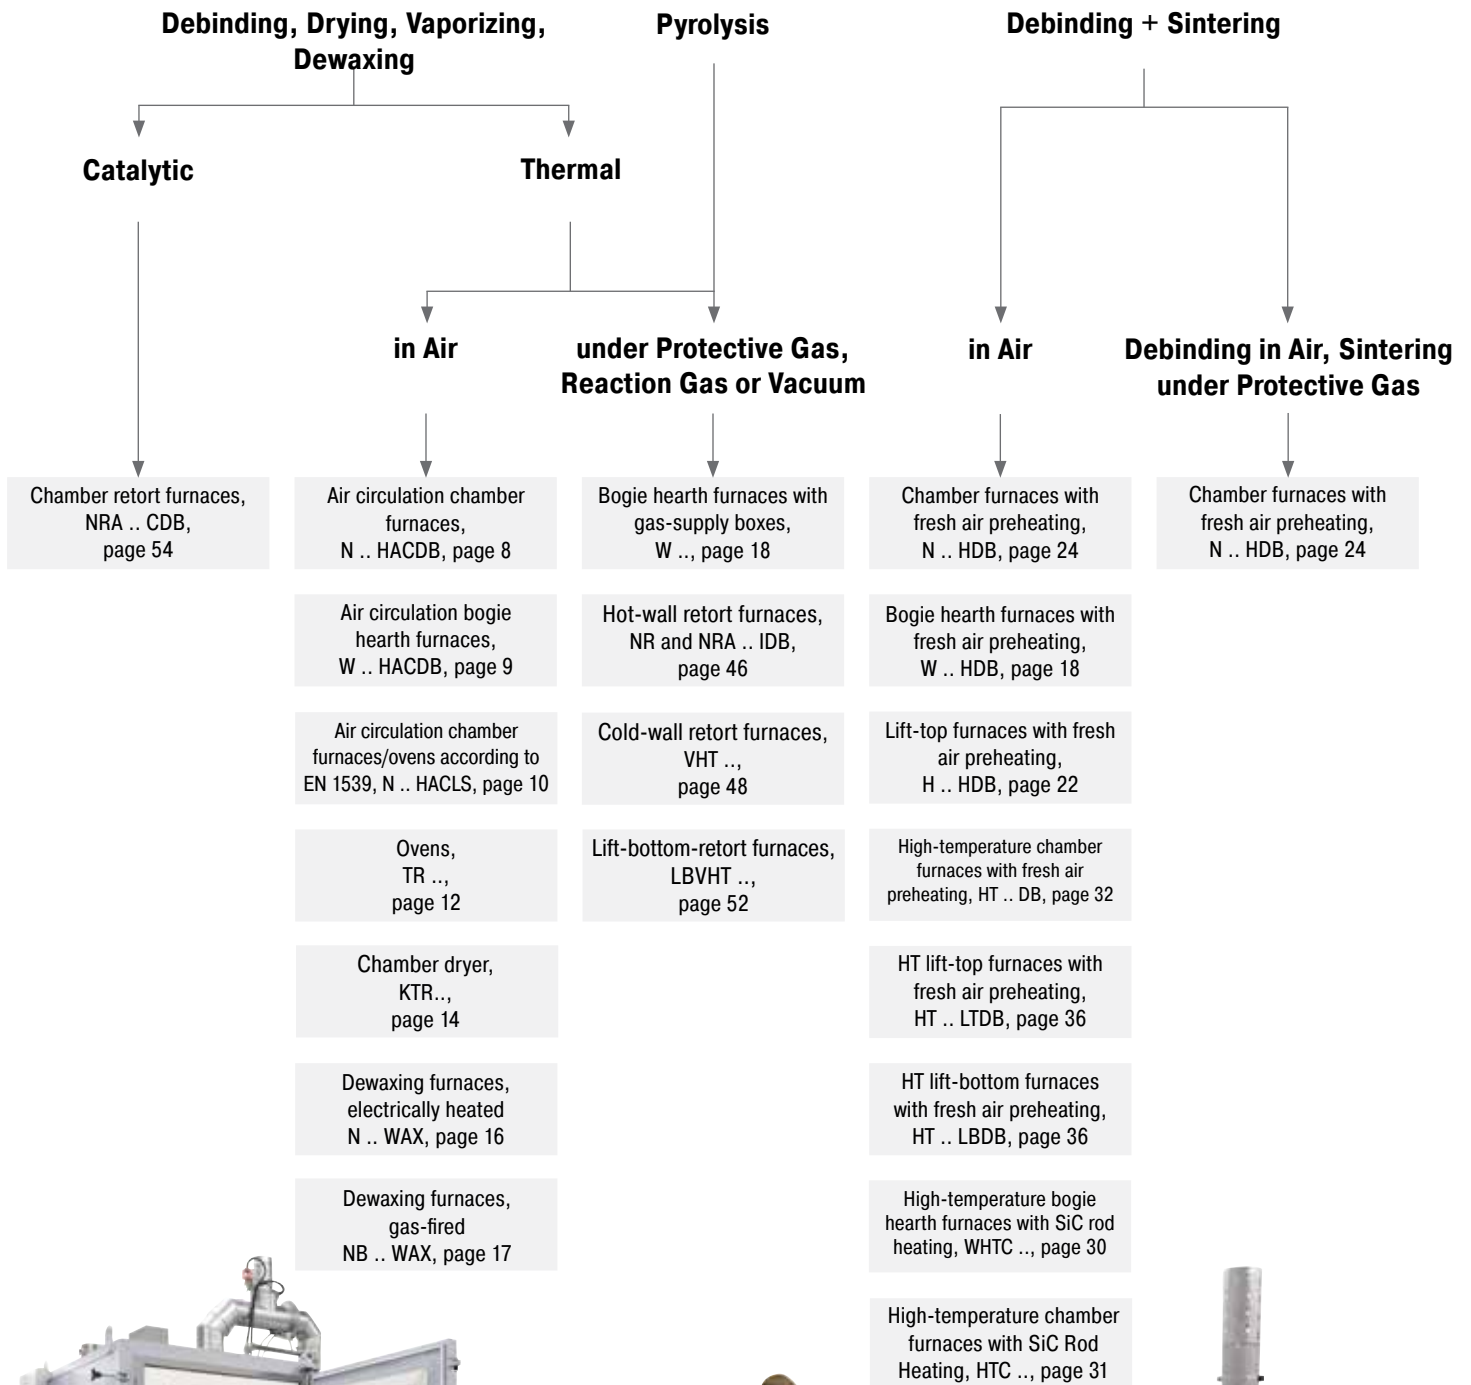 Debinding, Drying, Vaporizing,
Dewaxing
Pyrolysis
Debinding + Sintering
Catalytic
Thermal
in Air
under Protective Gas,
Reaction Gas or Vacuum
in Air
Debinding in Air, Sintering
under Protective Gas
Chamber retort furnaces,
NRA .. CDB,
page 54
Air circulation chamber
furnaces,
N .. HACDB, page 8
Air circulation bogie
hearth furnaces,
W .. HACDB, page 9
Air circulation chamber
furnaces/ovens according to
EN 1539, N .. HACLS, page 10
Ovens,
TR ..,
page 12
Chamber dryer,
KTR..,
page 14
Dewaxing furnaces,
electrically heated
N .. WAX, page 16
Dewaxing furnaces,
gas-fired
NB .. WAX, page 17
Bogie hearth furnaces with
gas-supply boxes,
W .., page 18
Hot-wall retort furnaces,
NR and NRA .. IDB,
page 46
Cold-wall retort furnaces,
VHT ..,
page 48
Lift-bottom-retort furnaces,
LBVHT ..,
page 52
Chamber furnaces with
fresh air preheating,
N .. HDB, page 24
Bogie hearth furnaces with
fresh air preheating,
W .. HDB, page 18
Lift-top furnaces with fresh
air preheating,
H .. HDB, page 22
High-temperature chamber
furnaces with fresh air
preheating, HT .. DB, page 32
HT lift-top furnaces with
fresh air preheating,
HT .. LTDB, page 36
HT lift-bottom furnaces
with fresh air preheating,
HT .. LBDB, page 36
High-temperature bogie
hearth furnaces with SiC rod
heating, WHTC .., page 30
High-temperature chamber
furnaces with SiC Rod
Heating, HTC .., page 31
Chamber furnaces with
fresh air preheating,
N .. HDB, page 24